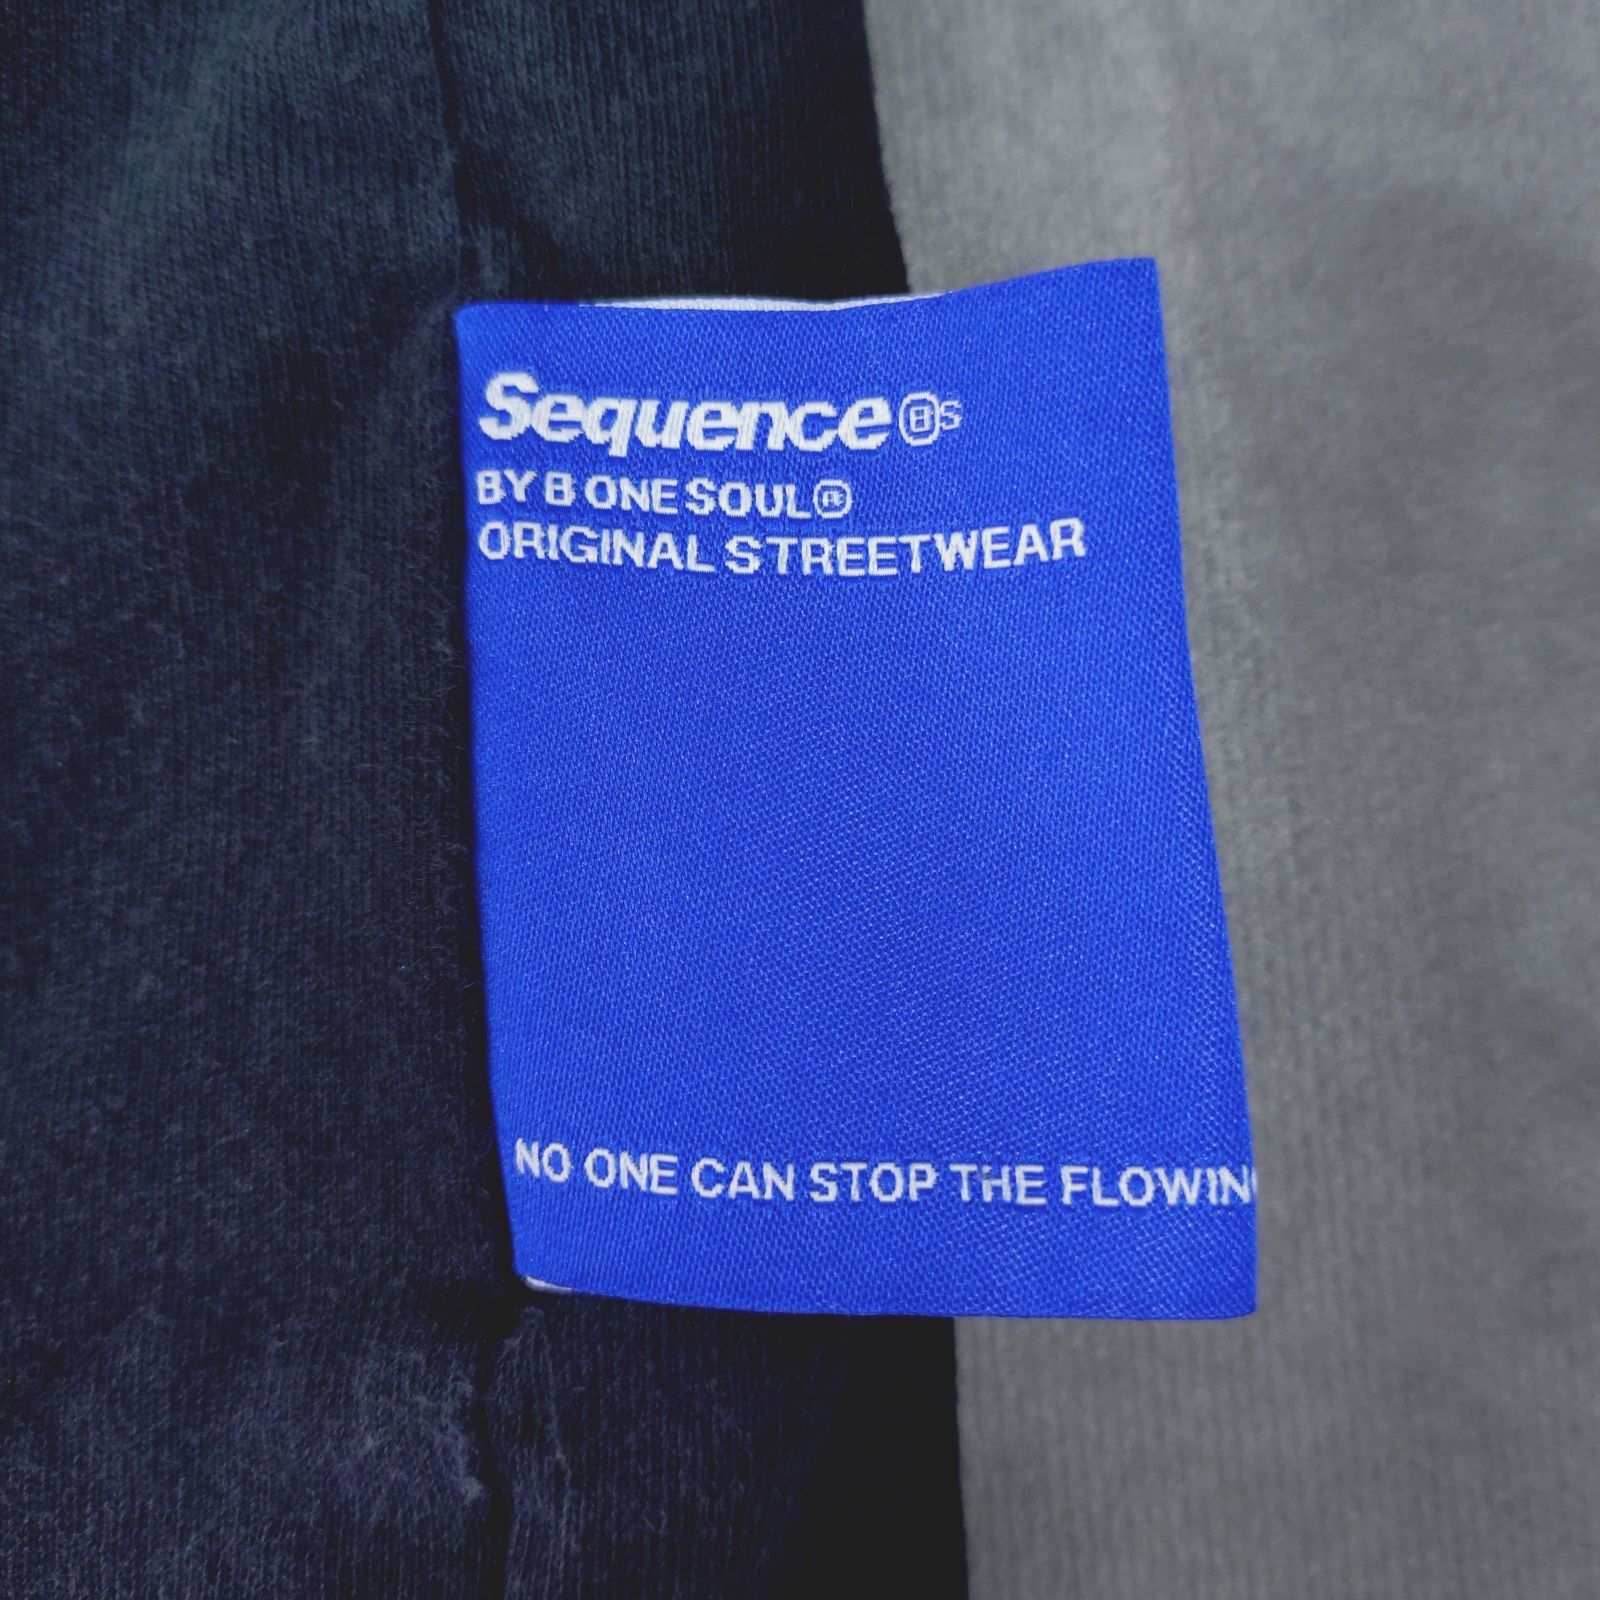 Sequence®s
BY B ONE SOUL®
ORIGINAL STREETWEAR
NO ONE CAN STOP THE FLOWIN